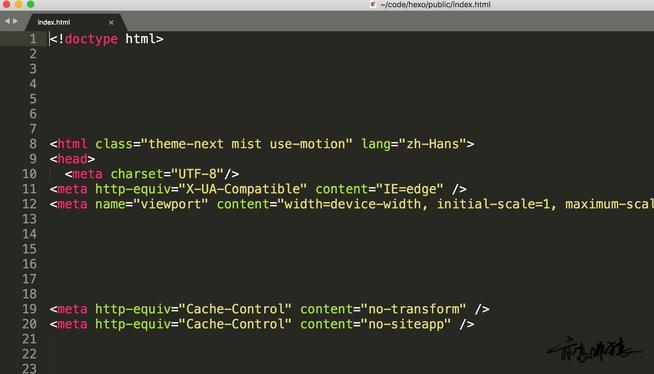 ~/code/hexo/public/index.html
index.html ×
1 <!doctype html>
2
3
4
5
6
7
8 <html class="theme-next mist use-motion" lang="zh-Hans">
9 <head>
10 <meta charset="UTF-8"/>
11 <meta http-equiv="X-UA-Compatible" content="IE=edge" />
12 <meta name="viewport" content="width=device-width, initial-scale=1, maximum-scal
13
14
15
16
17
18
19 <meta http-equiv="Cache-Control" content="no-transform" />
20 <meta http-equiv="Cache-Control" content="no-siteapp" />
21
22
23